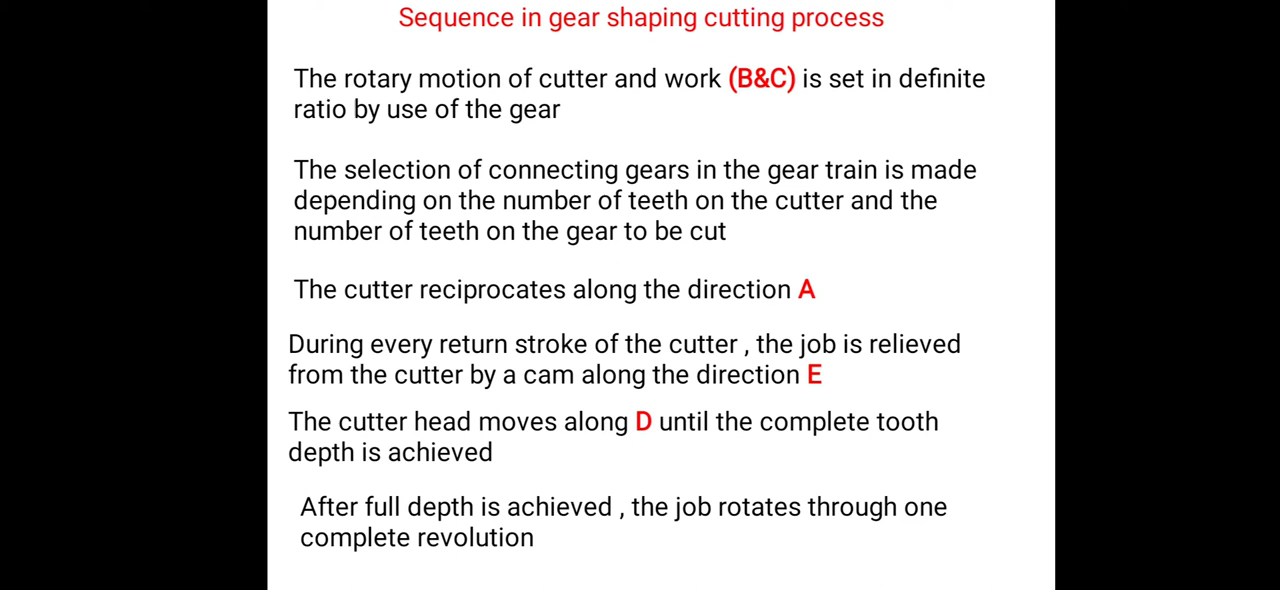 Sequence in gear shaping cutting process
The rotary motion of cutter and work (B&C) is set in definite
ratio by use of the gear
The selection of connecting gears in the gear train is made
depending on the number of teeth on the cutter and the
number of teeth on the gear to be cut
The cutter reciprocates along the direction A
During every return stroke of the cutter , the job is relieved
from the cutter by a cam along the direction E
The cutter head moves along D until the complete tooth
depth is achieved
After full depth is achieved , the job rotates through one
complete revolution